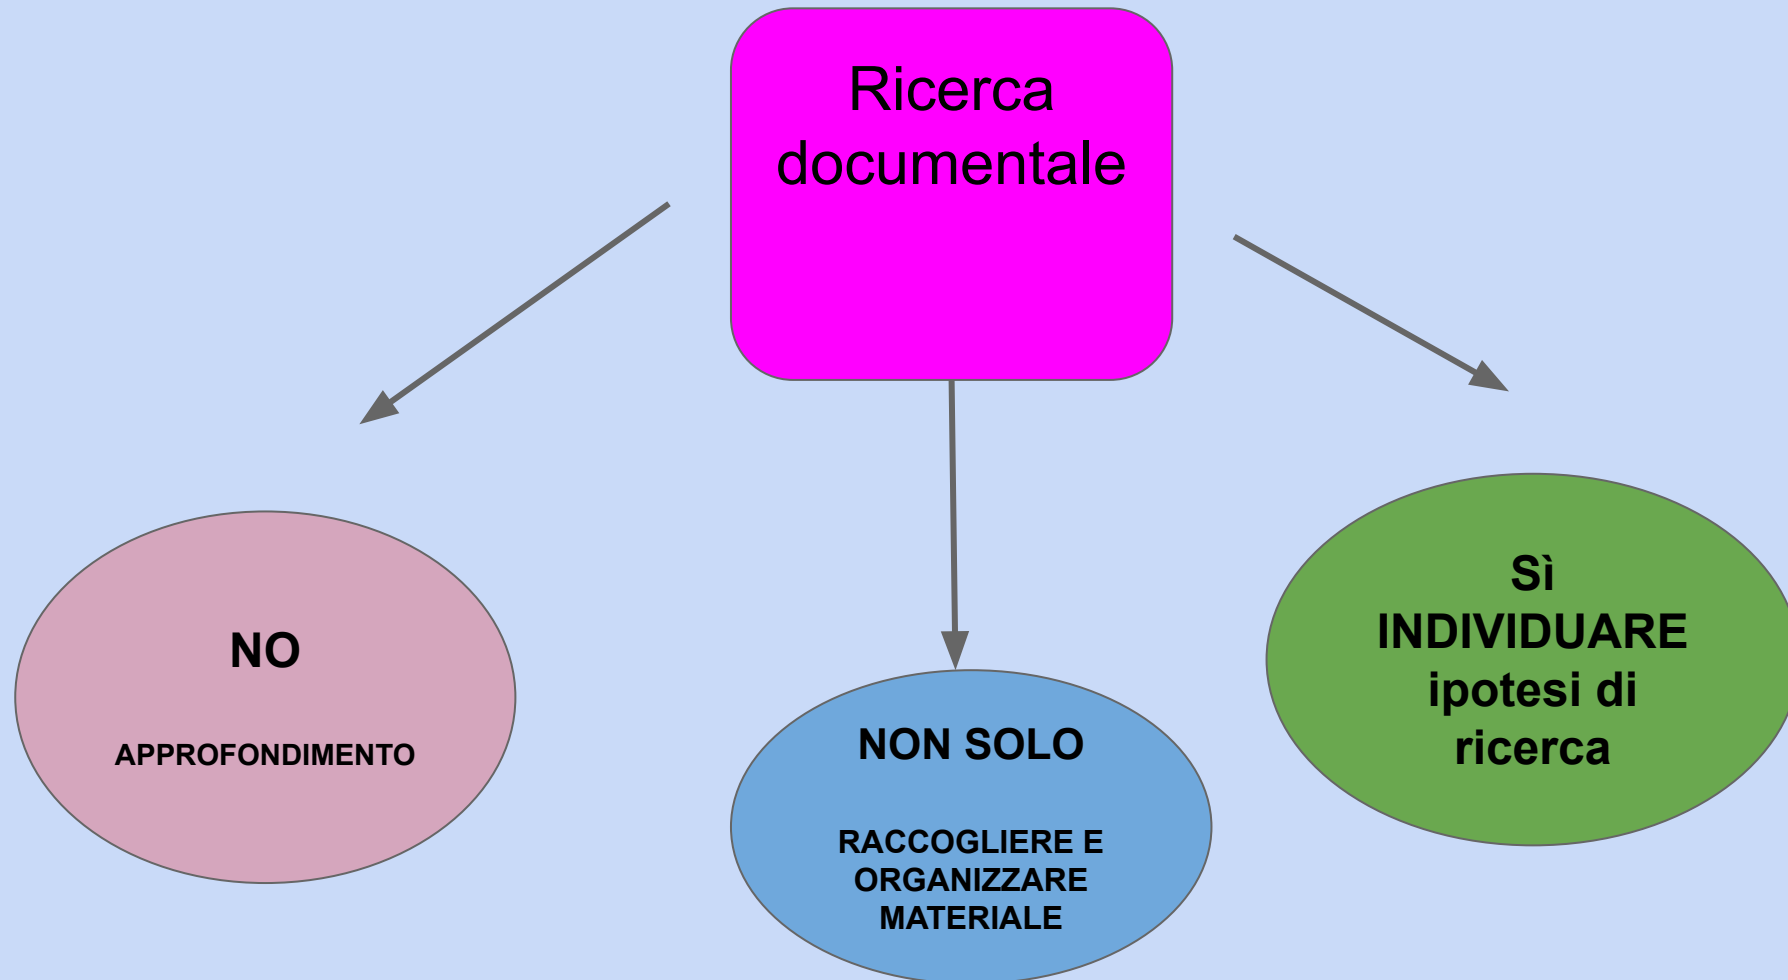 Ricerca
documentale
NO
APPROFONDIMENTO
NON SOLO
RACCOGLIERE E
ORGANIZZARE
MATERIALE
Sì
INDIVIDUARE
ipotesi di
ricerca